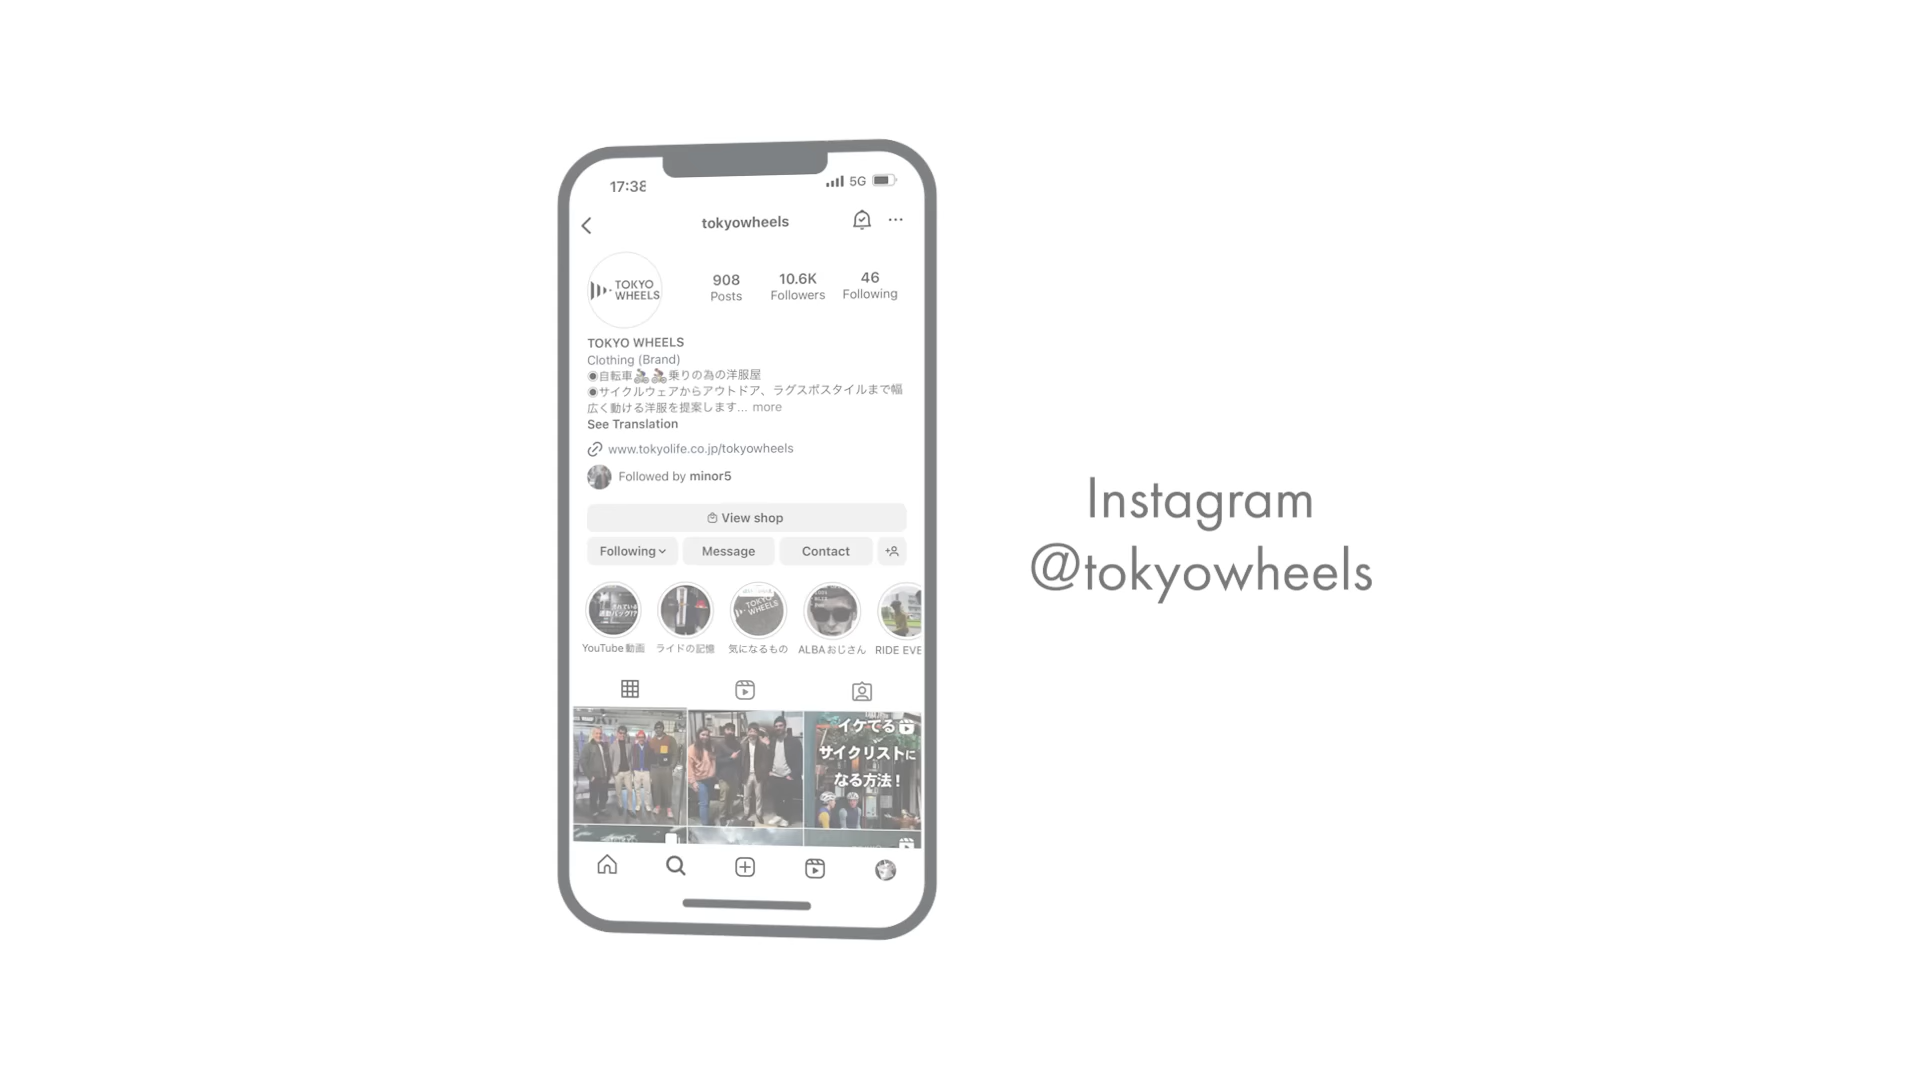 17:38
5G
tokyowheels
TOKYO
WHEELS
908
Posts
10.6K
Followers
46
Following
TOKYO WHEELS
Clothing (Brand)
◉自転車🚴🚵乗りの為の洋服屋
◉サイクルウェアからアウトドア、ラグスポスタイルまで幅
広く動ける洋服を提案します... more
See Translation
www.tokyolife.co.jp/tokyowheels
Followed by minor5
View shop
Following
Message
Contact
TOKYO
WHEELS
YouTube動画
ライドの記憶
気になるもの
ALBAおじさん
RIDE EVE
イケてる
サイクリストに
なる方法！
Instagram
@tokyowheels